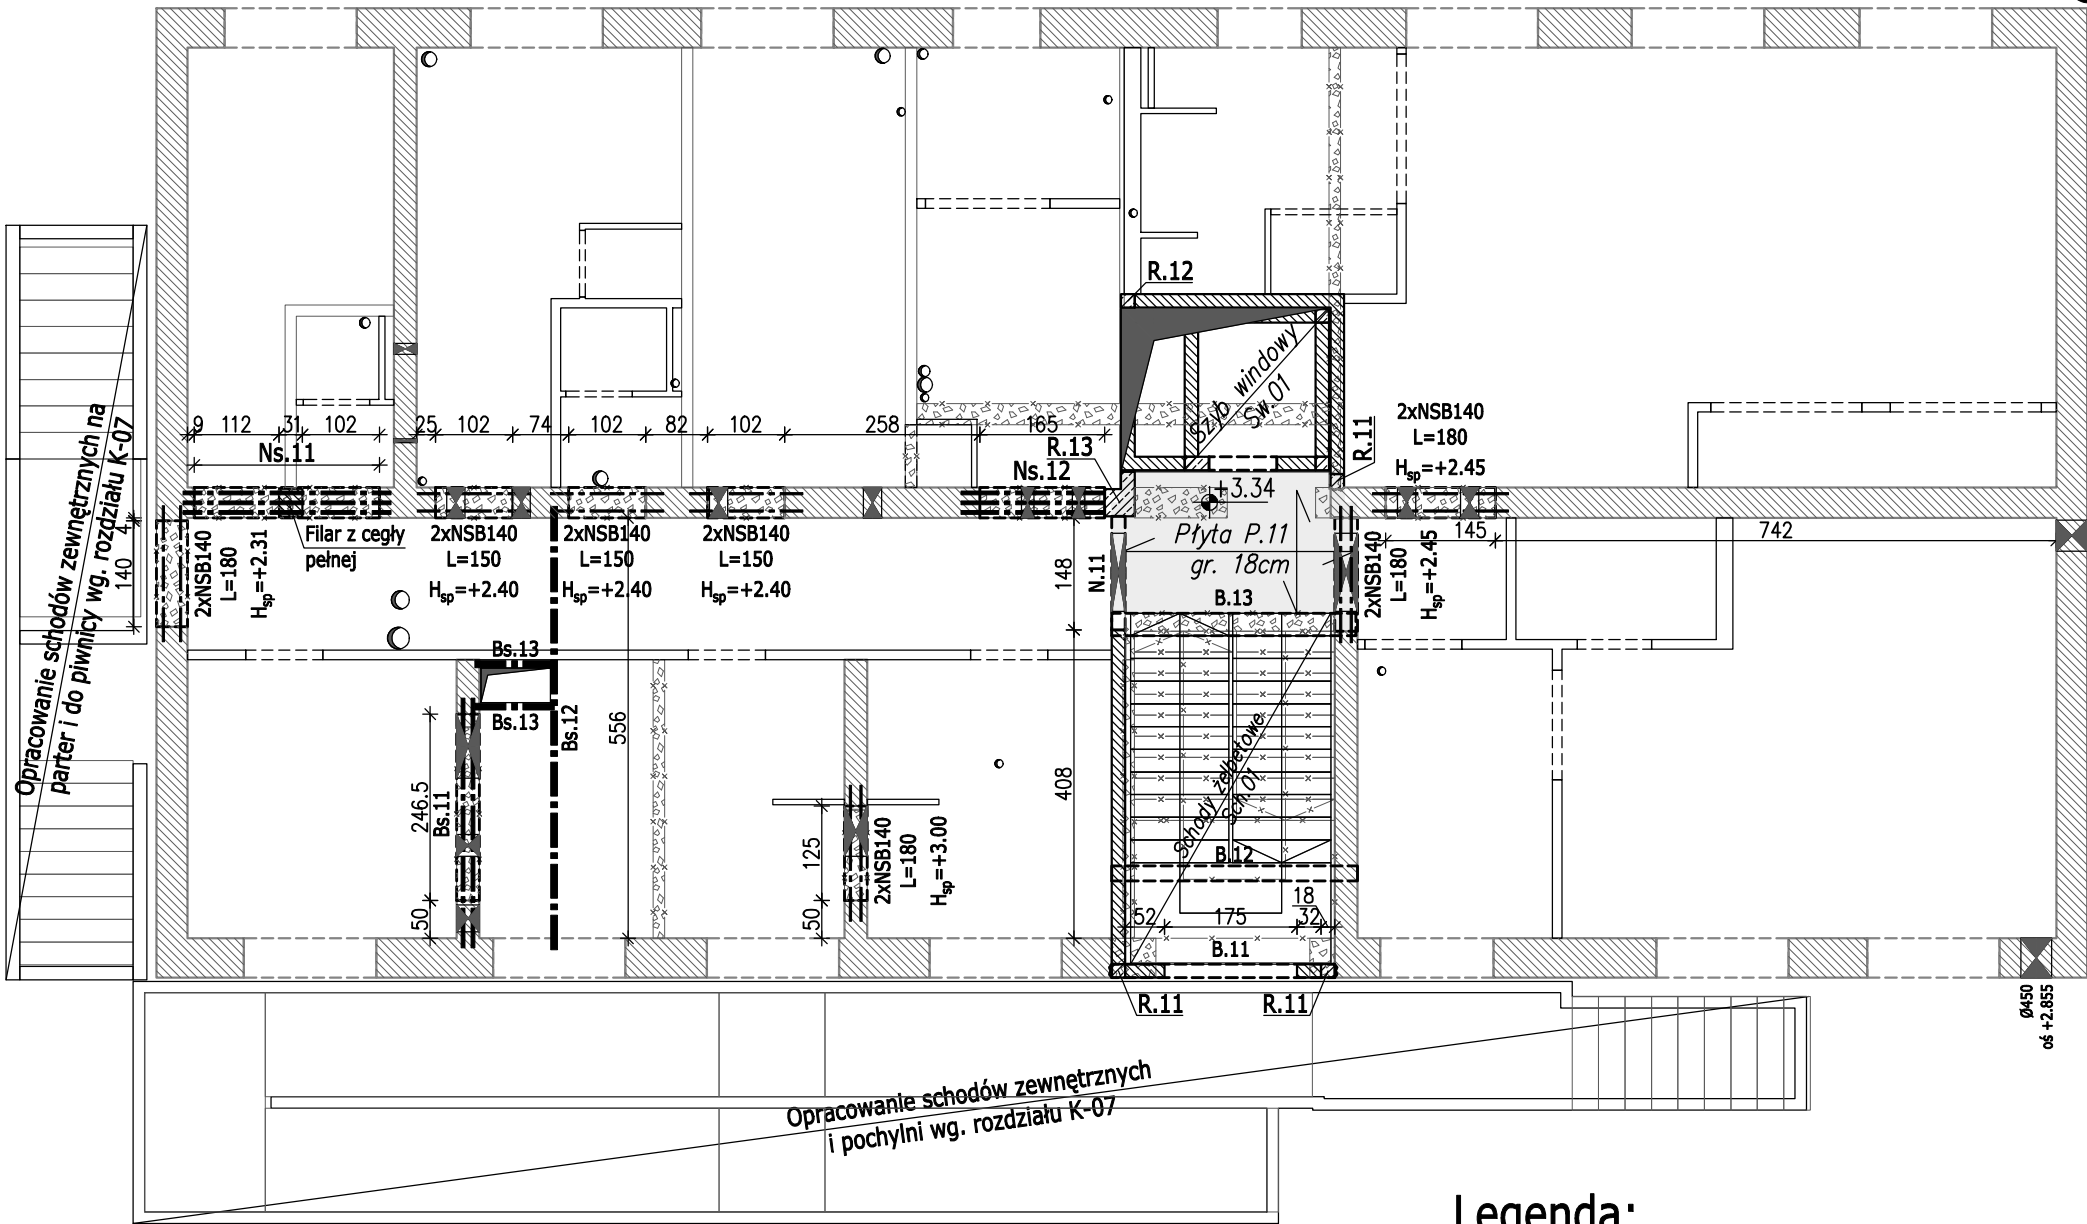 R.12
Szyb windowy
Sw.01
9 112 31 102 25 102 74 102 82 102 258 165
Ns.11
R.13
Ns.12
R.11
2xNSB140
L=180
Hsp=+2.45
+3.34
Płyta P.11
gr. 18cm
B.13
N.11
148
145
742
2xNSB140
L=180
Hsp=+2.45
4
140
2xNSB140
L=180
Hsp=+2.31
Filar z cegły
pełnej
2xNSB140
L=150
Hsp=+2.40
2xNSB140
L=150
Hsp=+2.40
2xNSB140
L=150
Hsp=+2.40
Opracowanie schodów zewnętrznych na
parter i do piwnicy wg. rozdziału K-07
Bs.13
Bs.13
Bs.12
556
246.5
Bs.11
50
125
50
2xNSB140
L=180
Hsp=+3.00
408
Schody żelbetowe
Sch.01
B.12
52 175 18 32
B.11
R.11
R.11
Ø450
oś +2.855
Opracowanie schodów zewnętrznych
i pochylni wg. rozdziału K-07
Legenda: